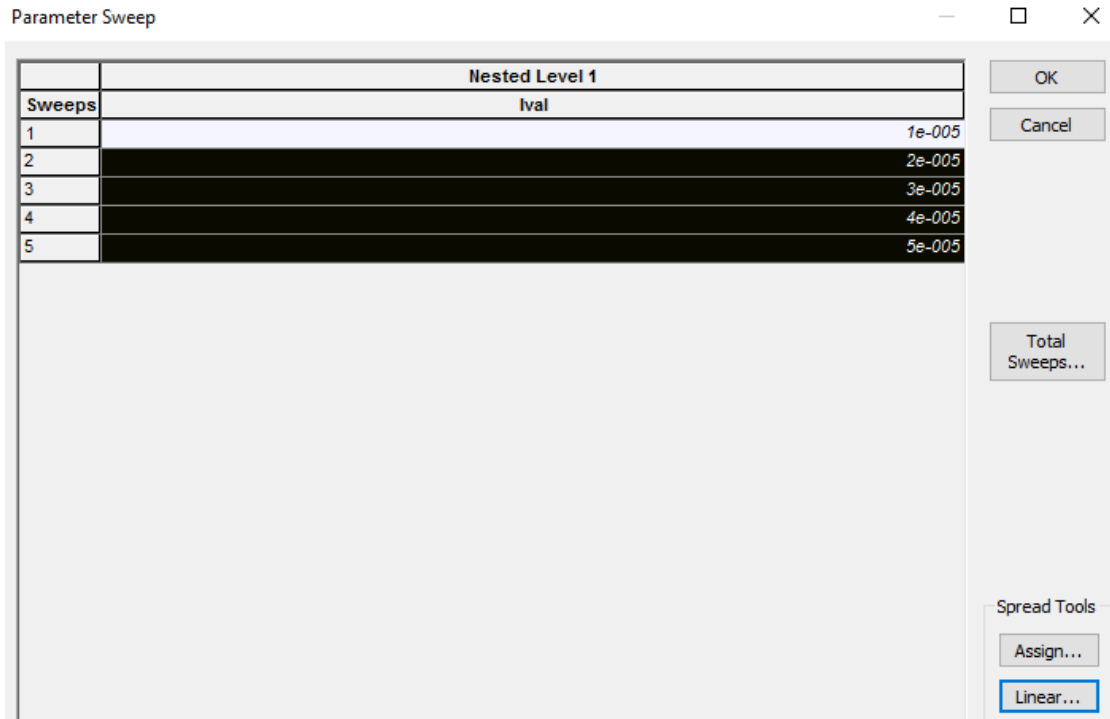 Parameter Sweep
Nested Level 1
Sweeps Ival
1 1e-005
2 2e-005
3 3e-005
4 4e-005
5 5e-005
OK
Cancel
Total
Sweeps...
Spread Tools
Assign...
Linear...